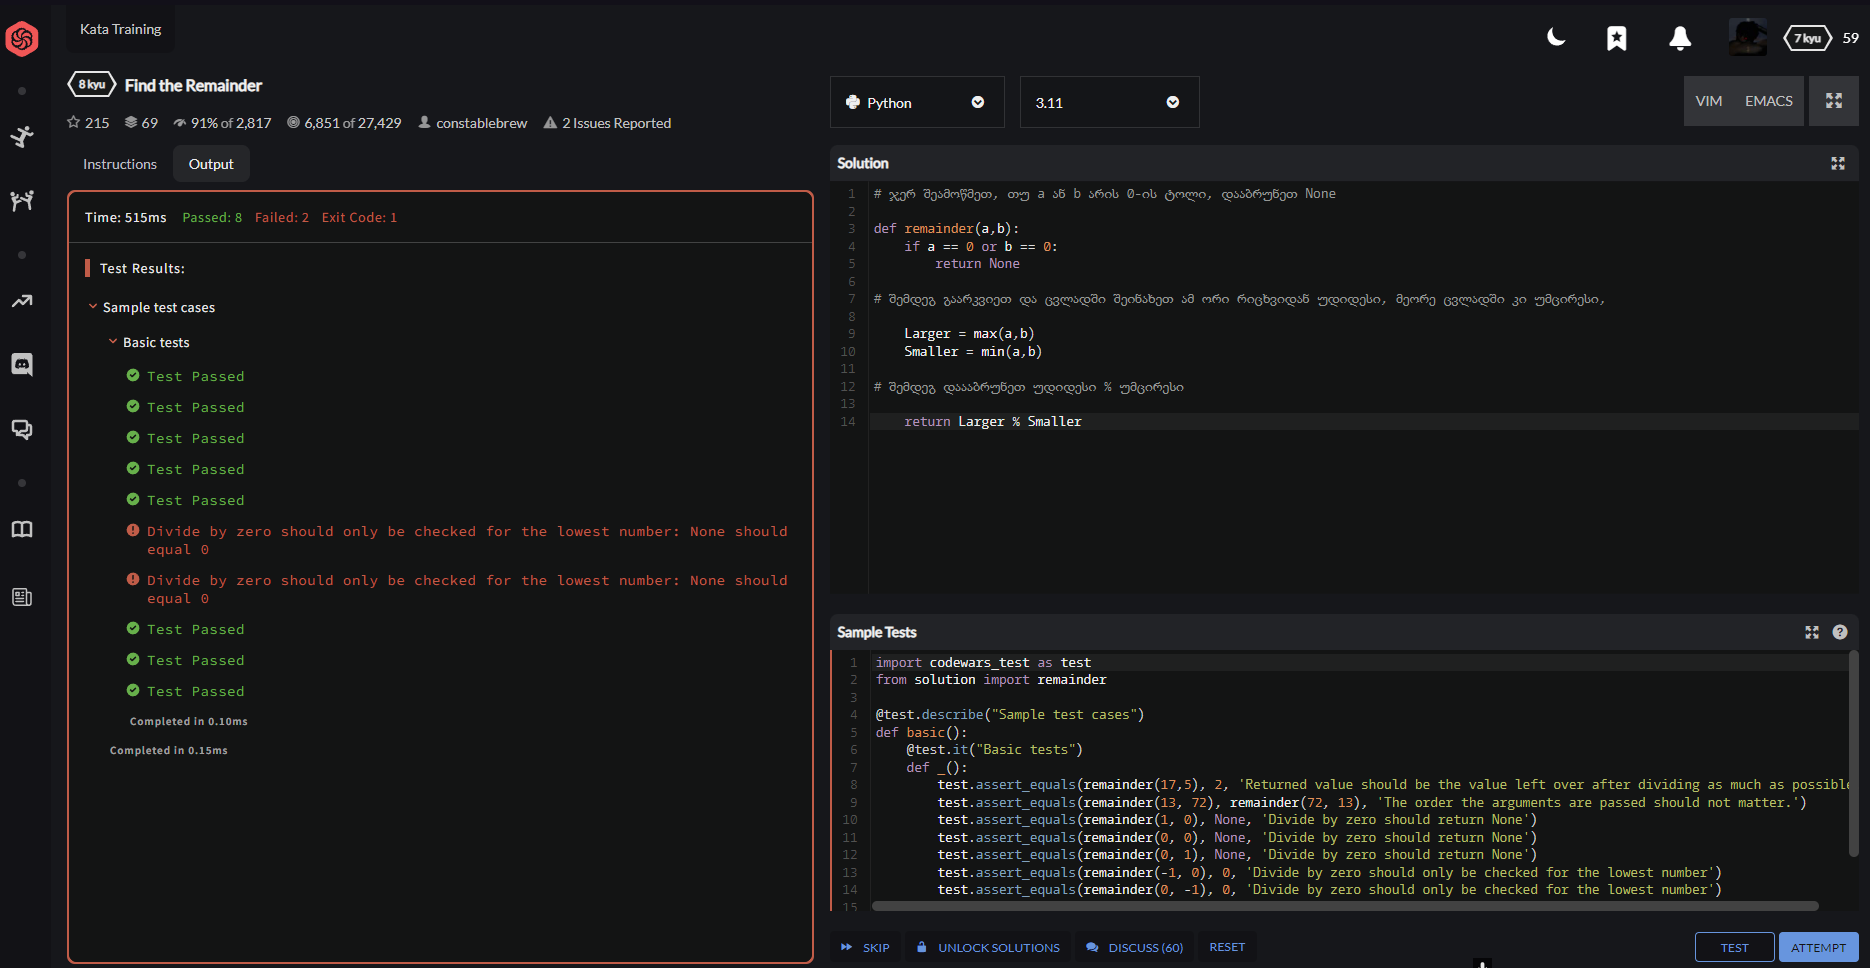 Kata Training
7 kyu 59
8 kyu Find the Remainder
215 69 91% of 2,817 6,851 of 27,429 constablebrew 2 Issues Reported
Instructions Output
Time: 515ms Passed: 8 Failed: 2 Exit Code: 1
Test Results:
Sample test cases
Basic tests
Test Passed
Test Passed
Test Passed
Test Passed
Test Passed
Divide by zero should only be checked for the lowest number: None should
equal 0
Divide by zero should only be checked for the lowest number: None should
equal 0
Test Passed
Test Passed
Test Passed
Completed in 0.10ms
Completed in 0.15ms
Python 3.11 VIM EMACS
Solution
1 # ჯერ შეამოწმეთ, თუ a ან b არის 0-ის ტოლი, დააბრუნეთ None
2
3 def remainder(a,b):
4 if a == 0 or b == 0:
5 return None
6
7 # შემდეგ გაარკვიეთ და ცვლადში შეინახეთ ამ ორი რიცხვიდან უდიდესი, მეორე ცვლადში კი უმცირესი,
8
9 Larger = max(a,b)
10 Smaller = min(a,b)
11
12 # შემდეგ დაააბრუნეთ უდიდესი % უმცირესი
13
14 return Larger % Smaller
Sample Tests
1 import codewars_test as test
2 from solution import remainder
3
4 @test.describe("Sample test cases")
5 def basic():
6 @test.it("Basic tests")
7 def _():
8 test.assert_equals(remainder(17,5), 2, 'Returned value should be the value left over after dividing as much as possible
9 test.assert_equals(remainder(13, 72), remainder(72, 13), 'The order the arguments are passed should not matter.')
10 test.assert_equals(remainder(1, 0), None, 'Divide by zero should return None')
11 test.assert_equals(remainder(0, 0), None, 'Divide by zero should return None')
12 test.assert_equals(remainder(0, 1), None, 'Divide by zero should return None')
13 test.assert_equals(remainder(-1, 0), 0, 'Divide by zero should only be checked for the lowest number')
14 test.assert_equals(remainder(0, -1), 0, 'Divide by zero should only be checked for the lowest number')
15
SKIP UNLOCK SOLUTIONS DISCUSS (60) RESET TEST ATTEMPT